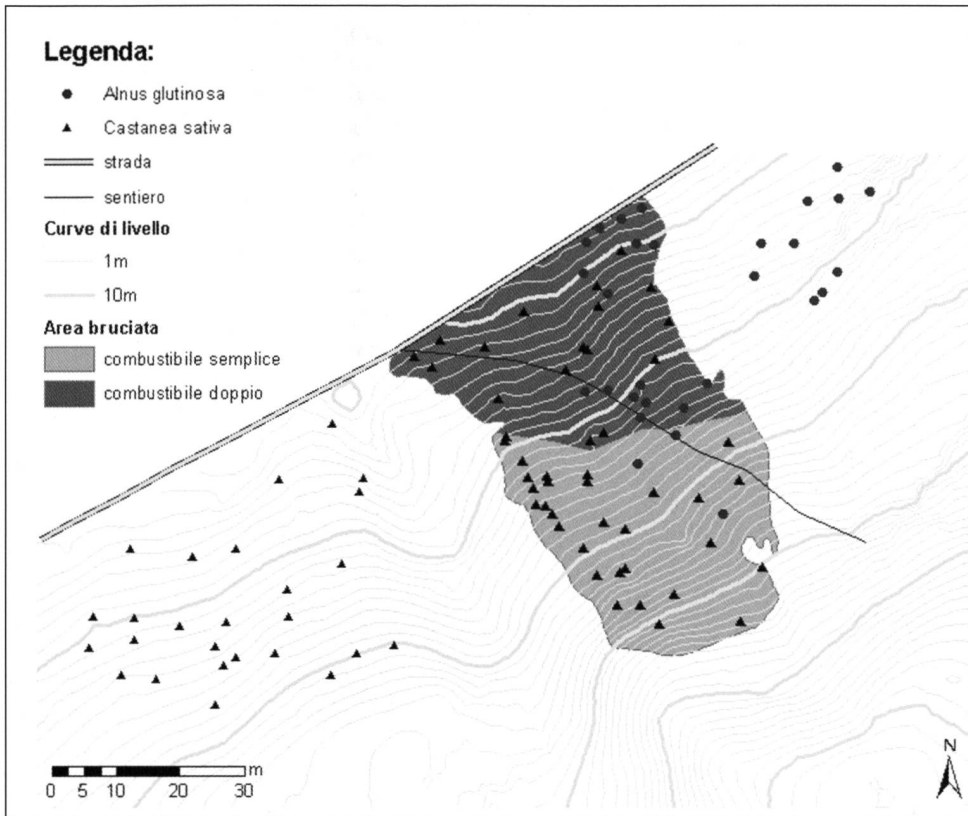 Legenda:
Alnus glutinosa
Castanea sativa
strada
sentiero
Curve di livello
1m
10m
Area bruciata
combustibile semplice
combustibile doppio
N
m
0 5 10 20 30